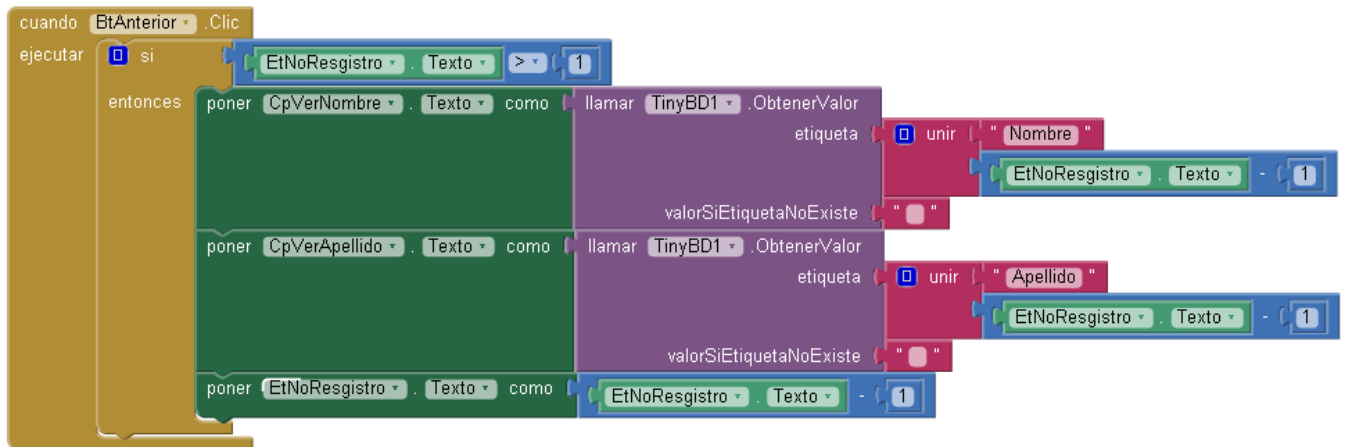 cuando BtAnterior .Clic
ejecutar si EtNoResgistro . Texto > 1
entonces poner CpVerNombre . Texto como llamar TinyBD1 .ObtenerValor
etiqueta unir " Nombre "
EtNoResgistro . Texto - 1
valorSiEtiquetaNoExiste " "
poner CpVerApellido . Texto como llamar TinyBD1 .ObtenerValor
etiqueta unir " Apellido "
EtNoResgistro . Texto - 1
valorSiEtiquetaNoExiste " "
poner EtNoResgistro . Texto como EtNoResgistro . Texto - 1